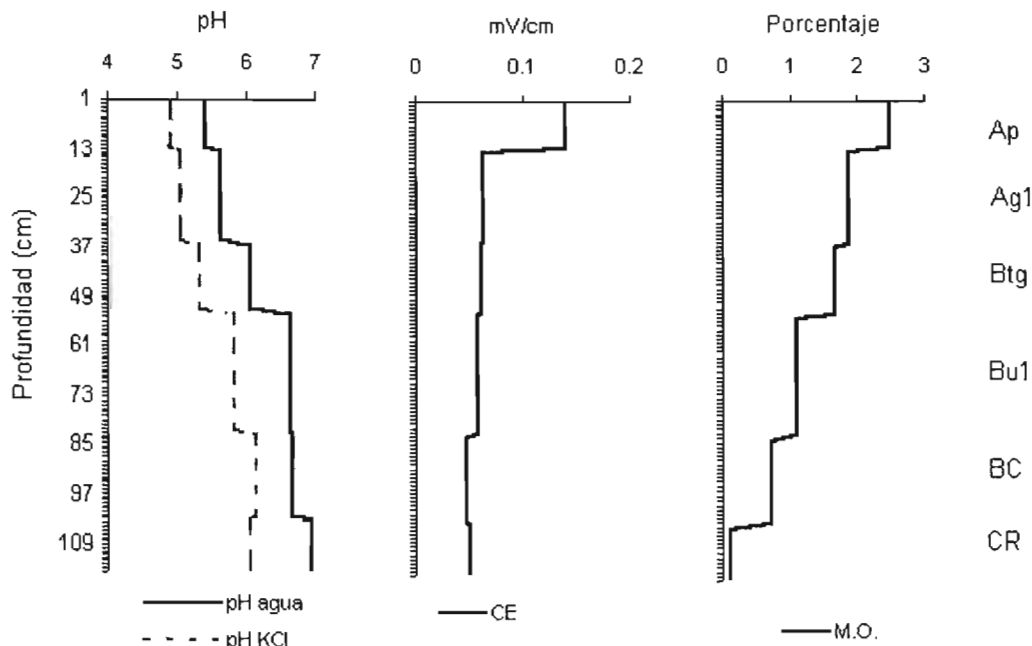 pH
mV/cm
Porcentaje
4 5 6 7
0 0.1 0.2
0 1 2 3
Profundidad (cm)
1
13
25
37
49
61
73
85
97
109
Ap
Ag1
Btg
Bu1
BC
CR
pH agua
pH KCl
CE
M.O.